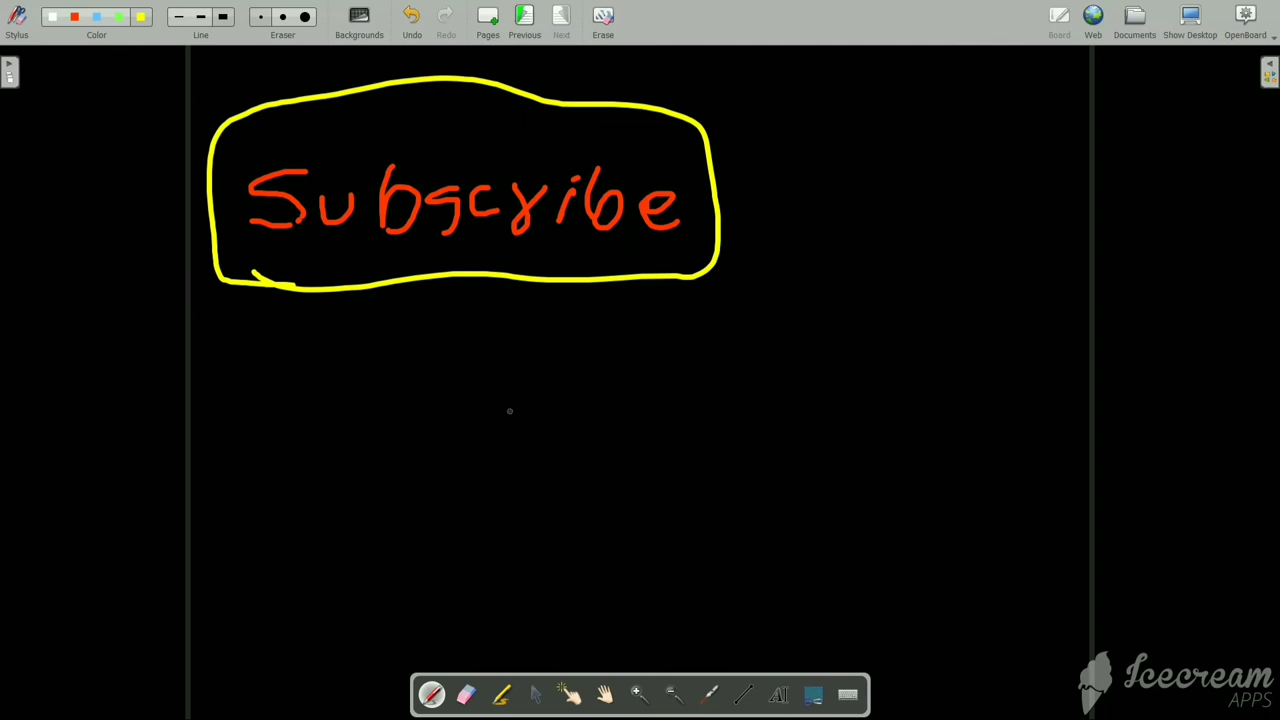 Stylus Color Line Eraser Backgrounds Undo Redo Pages Previous Next Erase Board Web Documents Show Desktop OpenBoard
Subscribe
Icecream
APPS